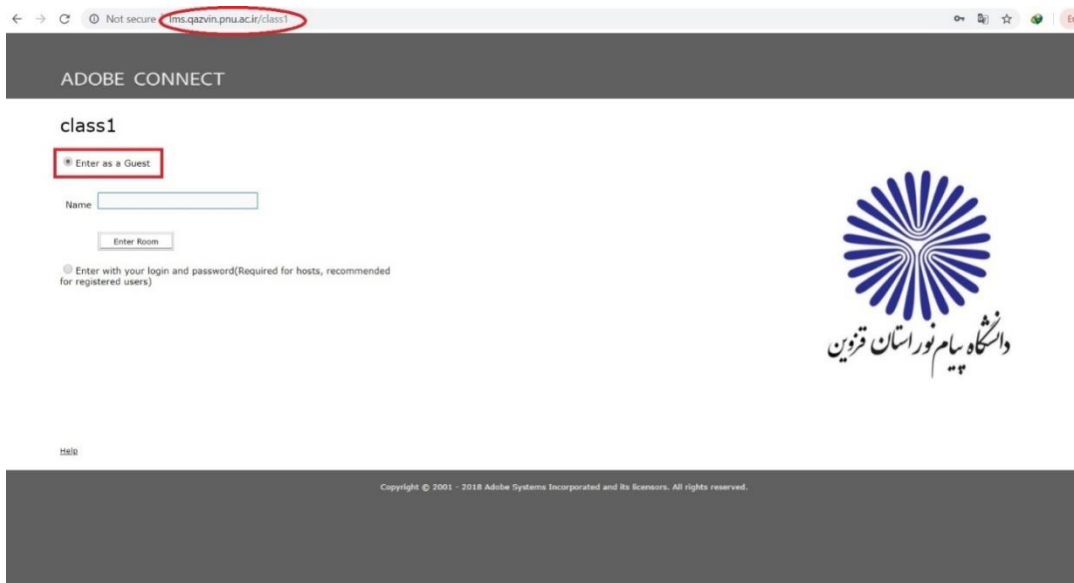 Not secure lms.qazvin.pnu.ac.ir/class1
ADOBE CONNECT
class1
Enter as a Guest
Name
Enter Room
Enter with your login and password(Required for hosts, recommended
for registered users)
دانشگاه پیام نور استان قزوین
Help
Copyright © 2001 - 2018 Adobe Systems Incorporated and its licensors. All rights reserved.